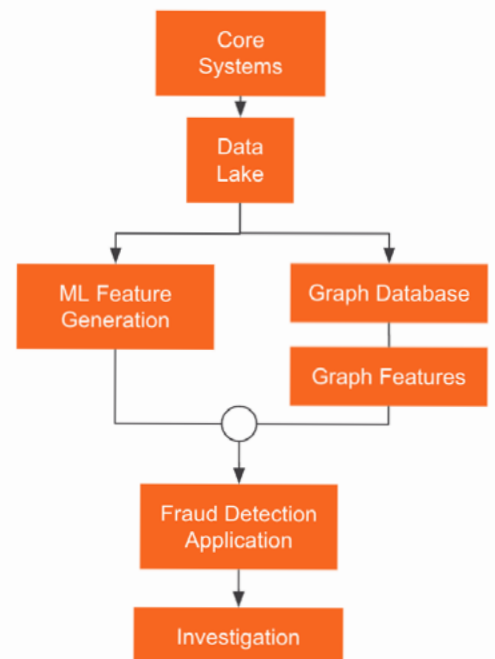 Core
Systems
Data
Lake
ML Feature
Generation
Graph Database
Graph Features
Fraud Detection
Application
Investigation